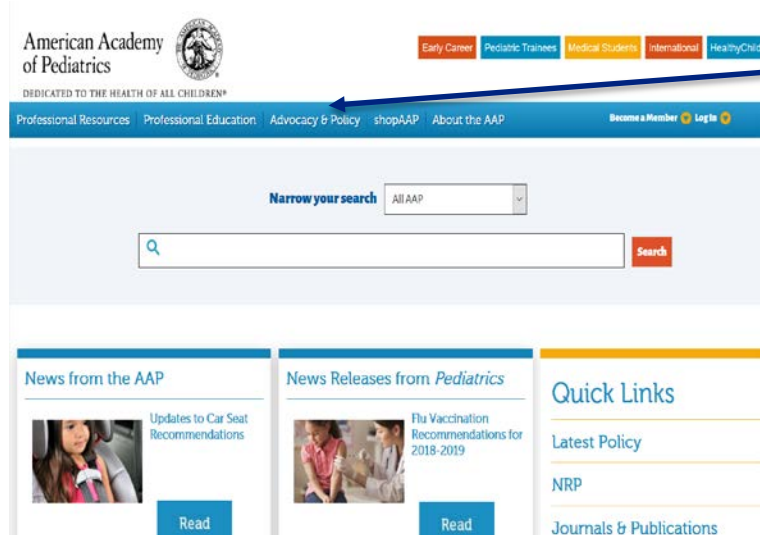 American Academy
of Pediatrics
DEDICATED TO THE HEALTH OF ALL CHILDREN®
Early Career Pediatric Trainees Medical Students International HealthyChild
Professional Resources Professional Education Advocacy & Policy shopAAP About the AAP Become a Member Log In
Narrow your search All AAP
Search
News from the AAP
Updates to Car Seat
Recommendations
Read
News Releases from Pediatrics
Flu Vaccination
Recommendations for
2018-2019
Read
Quick Links
Latest Policy
NRP
Journals & Publications